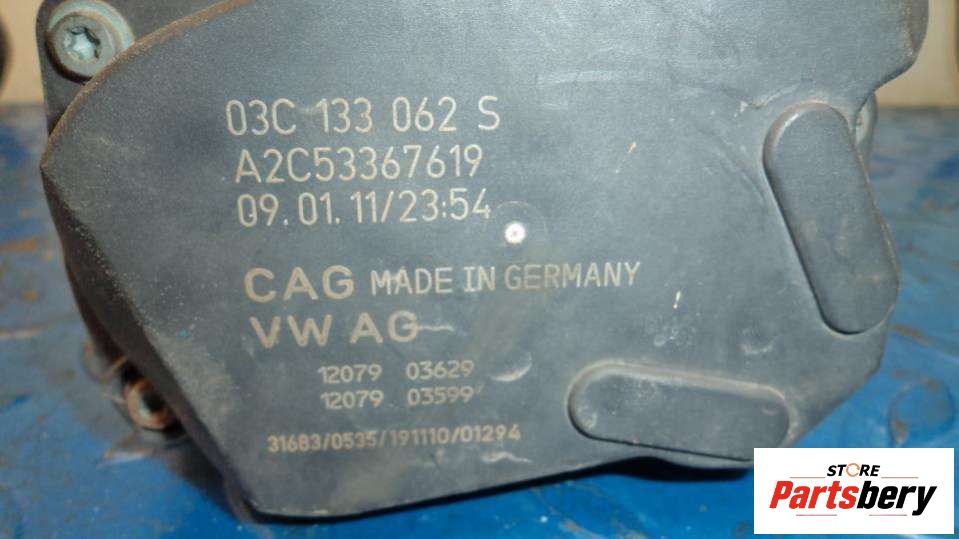 03C 133 062 S
A2C53367619
09.01.11/23:54
CAG MADE IN GERMANY
VW AG
12079 03629
12079 03599
31683/0535/191110/01294
STORE
Partsbery